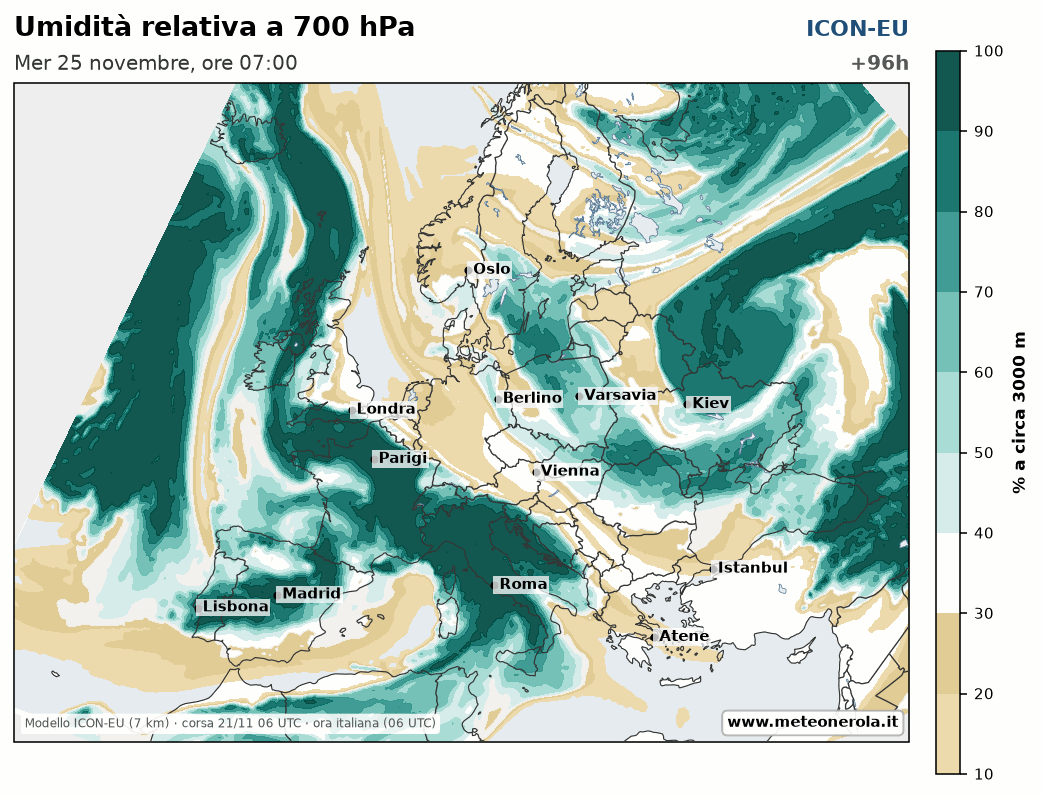 Umidità relativa a 700 hPa
ICON-EU
Mer 25 novembre, ore 07:00
+96h
100
90
80
70
60
50
40
30
20
10
% a circa 3000 m
Oslo
Berlino
Varsavia
Kiev
Londra
Parigi
Vienna
Istanbul
Roma
Madrid
Lisbona
Atene
Modello ICON-EU (7 km) · corsa 21/11 06 UTC · ora italiana (06 UTC)
www.meteonerola.it